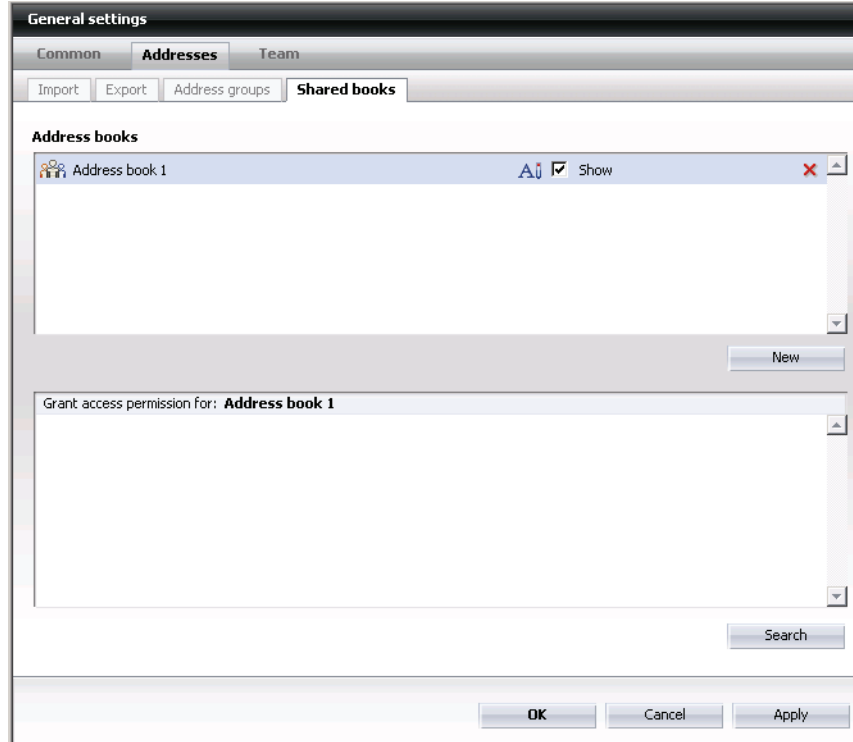 General settings
Common Addresses Team
Import Export Address groups Shared books
Address books
Address book 1 A Show
New
Grant access permission for: Address book 1
Search
OK Cancel Apply